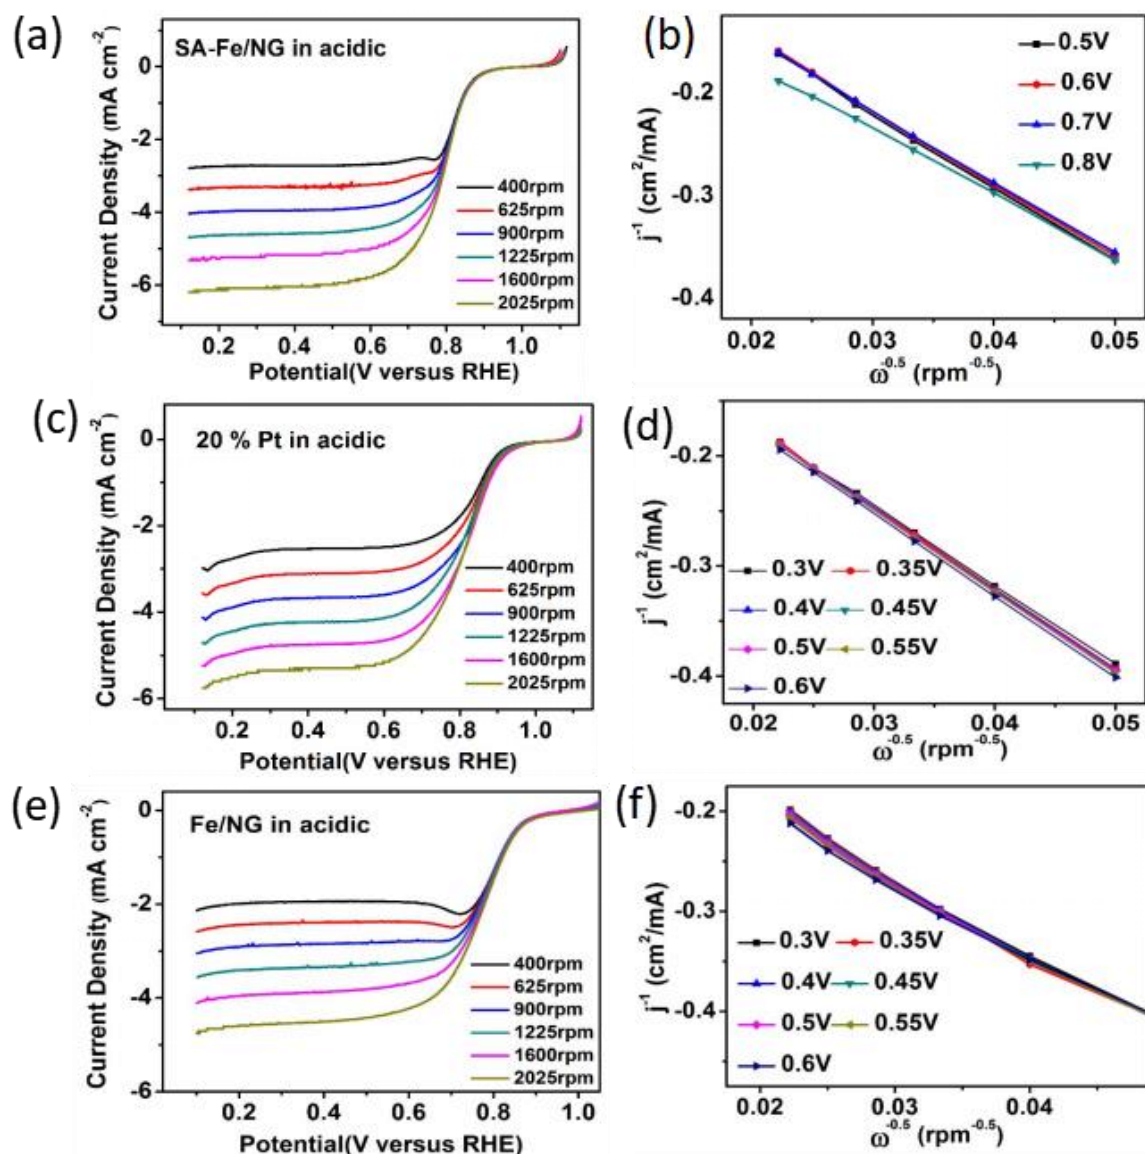 (a)
SA-Fe/NG in acidic
0
-2
-4
-6
Current Density (mA cm⁻²)
400rpm
625rpm
900rpm
1225rpm
1600rpm
2025rpm
0.2 0.4 0.6 0.8 1.0
Potential(V versus RHE)
(b)
0.5V
0.6V
0.7V
0.8V
-0.2
-0.3
-0.4
j⁻¹ (cm²/mA)
0.02 0.03 0.04 0.05
ω⁻⁰·⁵ (rpm⁻⁰·⁵)
(c)
20 % Pt in acidic
0
-2
-4
-6
Current Density (mA cm⁻²)
400rpm
625rpm
900rpm
1225rpm
1600rpm
2025rpm
0.2 0.4 0.6 0.8 1.0
Potential(V versus RHE)
(d)
-0.2
-0.3
-0.4
j⁻¹ (cm²/mA)
0.3V 0.35V
0.4V 0.45V
0.5V 0.55V
0.6V
0.02 0.03 0.04 0.05
ω⁻⁰·⁵ (rpm⁻⁰·⁵)
(e)
Fe/NG in acidic
0
-2
-4
-6
Current Density (mA cm⁻²)
400rpm
625rpm
900rpm
1225rpm
1600rpm
2025rpm
0.2 0.4 0.6 0.8 1.0
Potential(V versus RHE)
(f)
-0.2
-0.3
-0.4
j⁻¹ (cm²/mA)
0.3V 0.35V
0.4V 0.45V
0.5V 0.55V
0.6V
0.02 0.03 0.04
ω⁻⁰·⁵ (rpm⁻⁰·⁵)